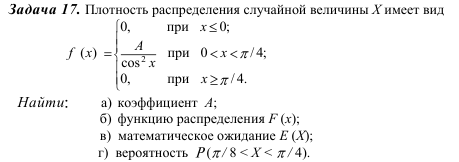 Задача 17. Плотность распределения случайной величины X имеет вид
0, при x≤0;
f (x) = { A / cos² x при 0<x<π/4;
0, при x≥π/4.
Найти: а) коэффициент A;
б) функцию распределения F (x);
в) математическое ожидание E (X);
г) вероятность P(π/8 < X < π/4).